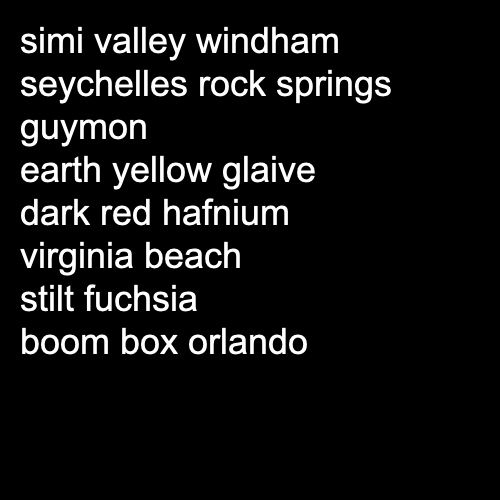 simi valley windham
seychelles rock springs
guymon
earth yellow glaive
dark red hafnium
virginia beach
stilt fuchsia
boom box orlando